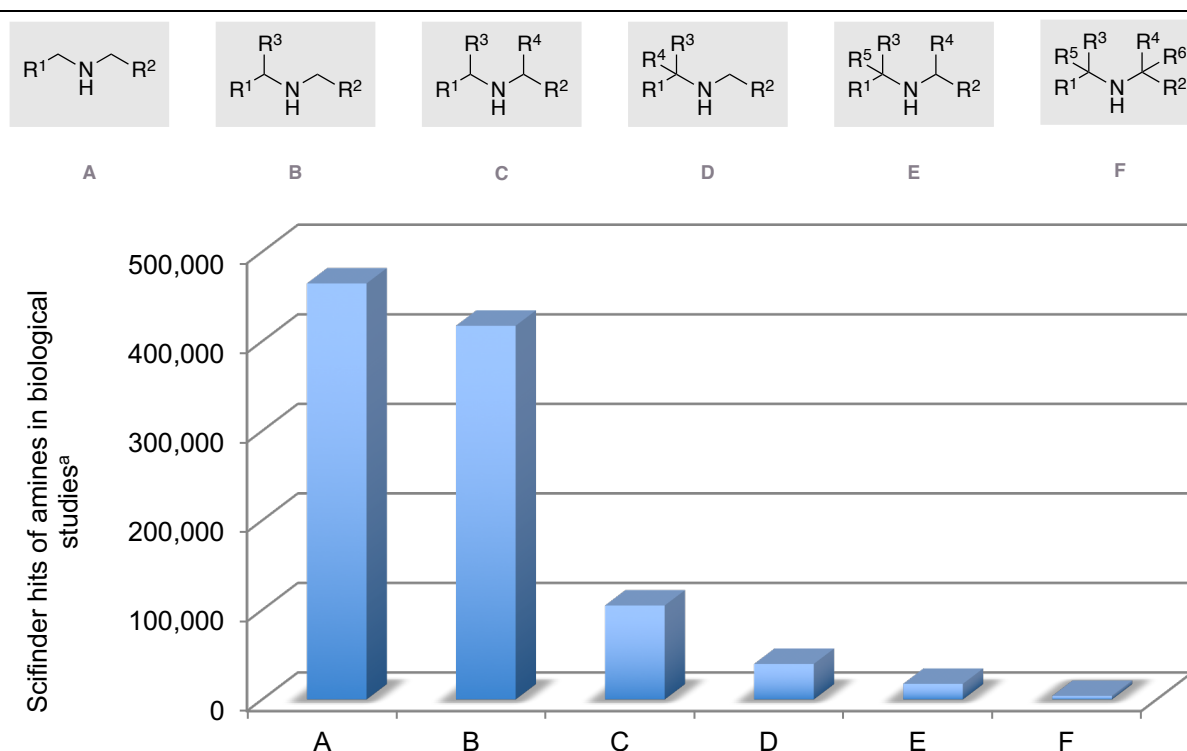 R¹ N H R²
R³ R¹ N H R²
R³ R⁴ R¹ N H R²
R³ R⁴ R¹ N H R²
R³ R⁵ R⁴ R¹ N H R²
R³ R⁵ R⁴ R⁶ R¹ N H R²
A B C D E F
Scifinder hits of amines in biological
studiesᵃ
500,000
400,000
300,000
200,000
100,000
0
A B C D E F